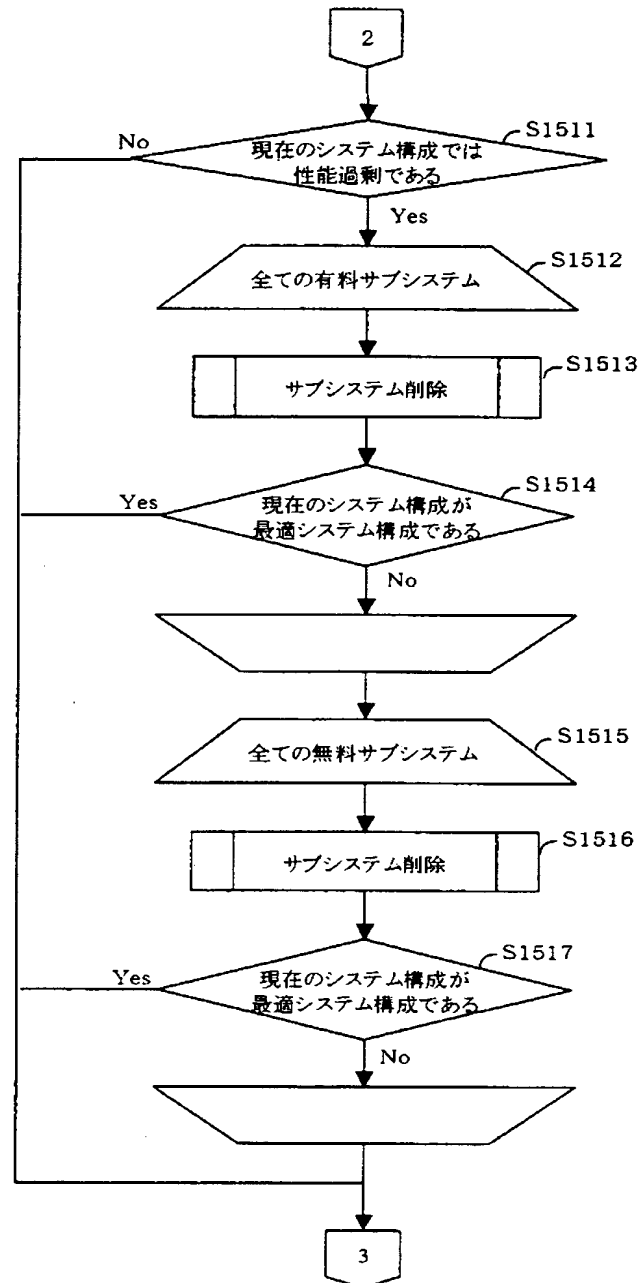 2
S1511
No
現在のシステム構成では
性能過剰である
Yes
S1512
全ての有料サブシステム
S1513
サブシステム削除
S1514
Yes
現在のシステム構成が
最適システム構成である
No
S1515
全ての無料サブシステム
S1516
サブシステム削除
S1517
Yes
現在のシステム構成が
最適システム構成である
No
3